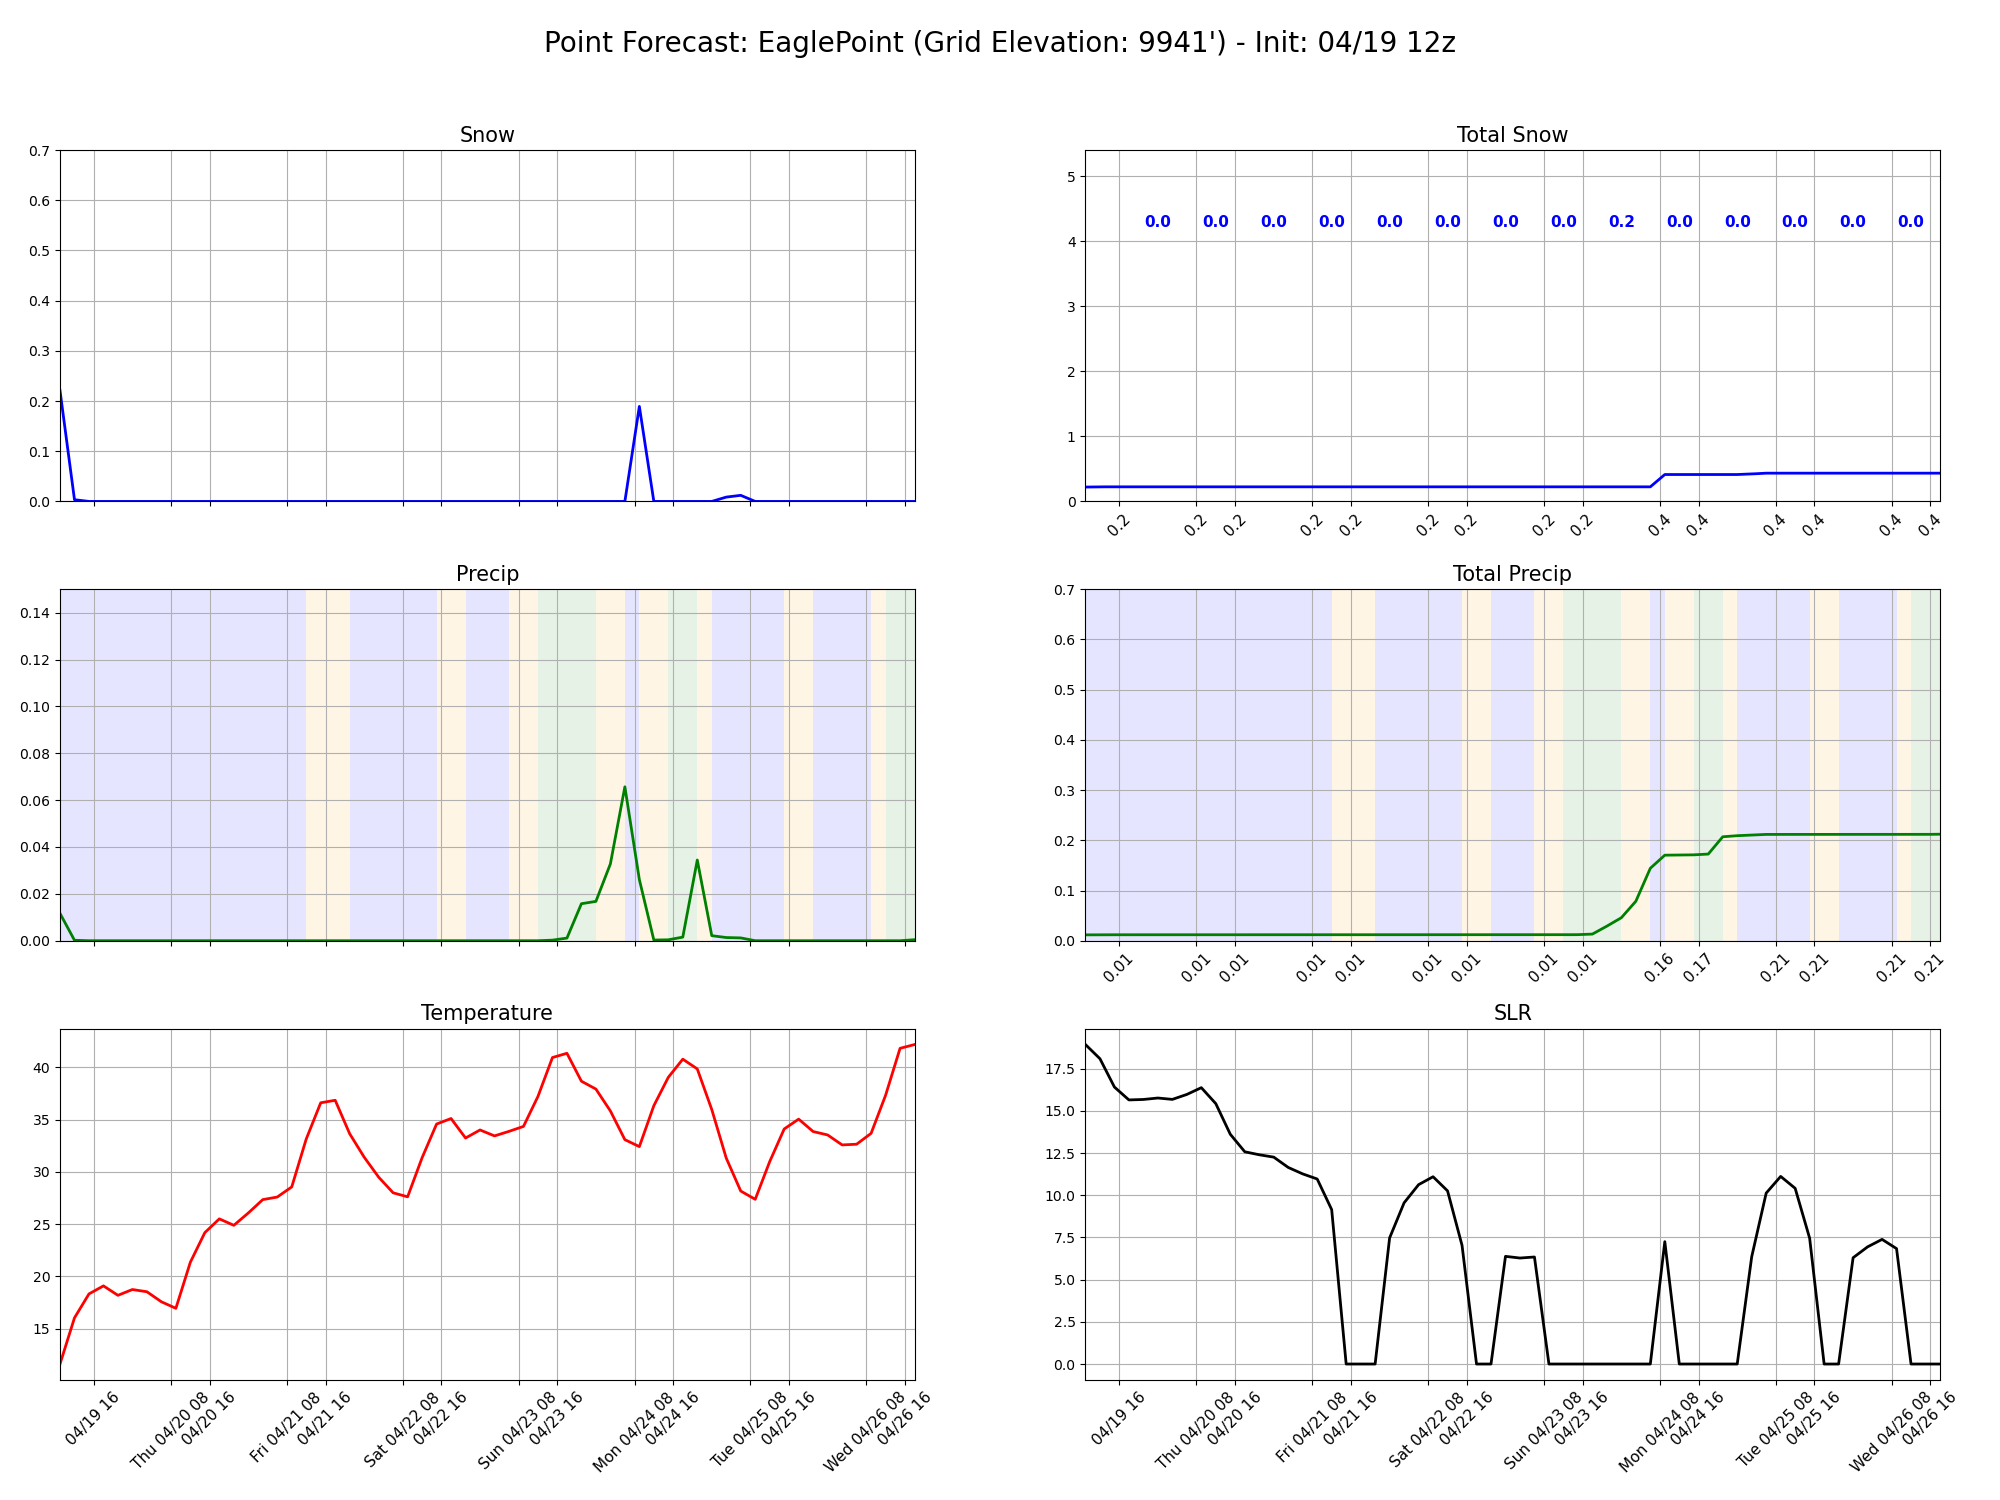 Point Forecast: EaglePoint (Grid Elevation: 9941') - Init: 04/19 12z
Snow
0.7
0.6
0.5
0.4
0.3
0.2
0.1
0.0
Total Snow
5
4
3
2
1
0
0.0 0.0 0.0 0.0 0.0 0.0 0.0 0.0 0.2 0.0 0.0 0.0 0.0 0.0
0.2 0.2 0.2 0.2 0.2 0.2 0.2 0.2 0.2 0.4 0.4 0.4 0.4 0.4 0.4
Precip
0.14
0.12
0.10
0.08
0.06
0.04
0.02
0.00
Total Precip
0.7
0.6
0.5
0.4
0.3
0.2
0.1
0.0
0.01 0.01 0.01 0.01 0.01 0.01 0.01 0.01 0.01 0.16 0.17 0.21 0.21 0.21 0.21
Temperature
40
35
30
25
20
15
04/19 16
Thu 04/20 08
04/20 16
Fri 04/21 08
04/21 16
Sat 04/22 08
04/22 16
Sun 04/23 08
04/23 16
Mon 04/24 08
04/24 16
Tue 04/25 08
04/25 16
Wed 04/26 08
04/26 16
SLR
17.5
15.0
12.5
10.0
7.5
5.0
2.5
0.0
04/19 16
Thu 04/20 08
04/20 16
Fri 04/21 08
04/21 16
Sat 04/22 08
04/22 16
Sun 04/23 08
04/23 16
Mon 04/24 08
04/24 16
Tue 04/25 08
04/25 16
Wed 04/26 08
04/26 16